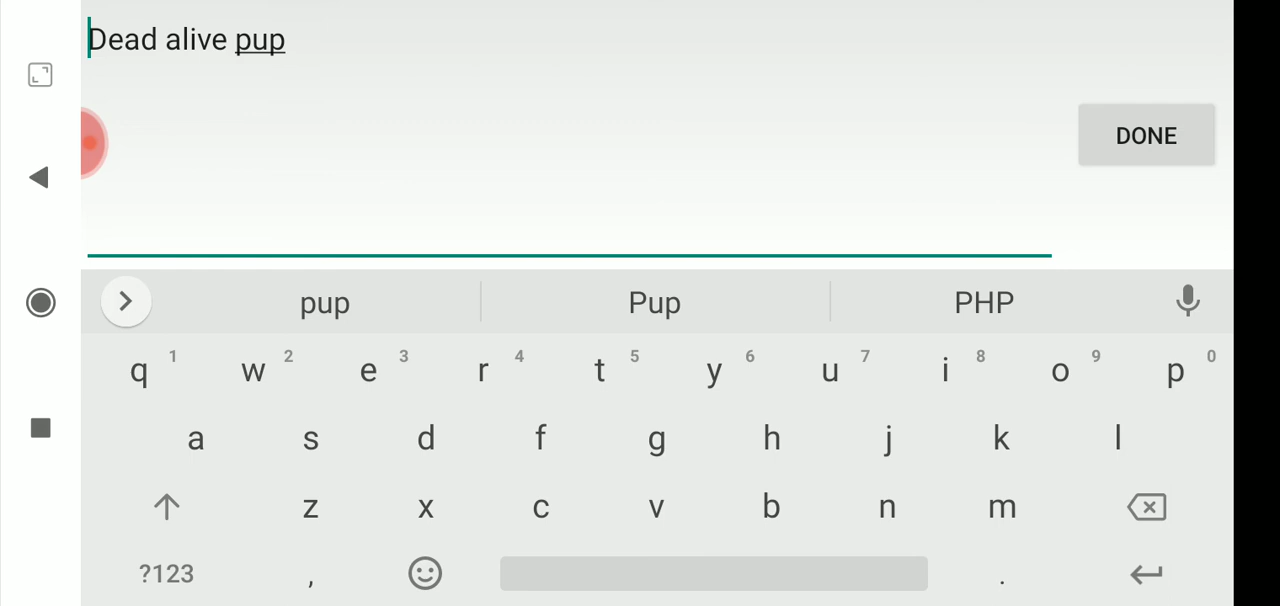 Dead alive pup
DONE
pup Pup PHP
q 1 w 2 e 3 r 4 t 5 y 6 u 7 i 8 o 9 p 0
a s d f g h j k l
z x c v b n m
?123 , .